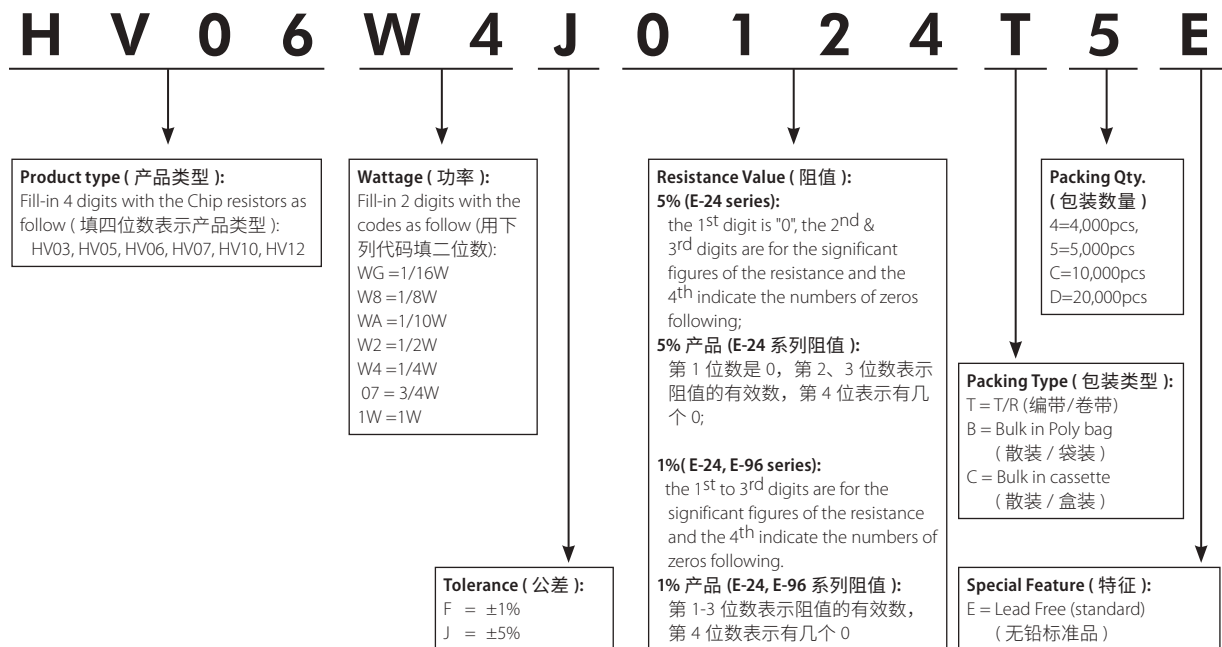 H V 0 6 W 4 J 0 1 2 4 T 5 E
Product type ( 产品类型 ):
Fill-in 4 digits with the Chip resistors as
follow ( 填四位数表示产品类型 ):
HV03, HV05, HV06, HV07, HV10, HV12
Wattage ( 功率 ):
Fill-in 2 digits with the
codes as follow (用下
列代码填二位数):
WG =1/16W
W8 =1/8W
WA =1/10W
W2 =1/2W
W4 =1/4W
07 = 3/4W
1W =1W
Tolerance ( 公差 ):
F = ±1%
J = ±5%
Resistance Value ( 阻值 ):
5% (E-24 series):
the 1st digit is "0", the 2nd &
3rd digits are for the significant
figures of the resistance and the
4th indicate the numbers of zeros
following;
5% 产品 (E-24 系列阻值 ):
第 1 位数是 0，第 2、3 位数表示
阻值的有效数，第 4 位表示有几
个 0;
1%( E-24, E-96 series):
the 1st to 3rd digits are for the
significant figures of the resistance
and the 4th indicate the numbers of
zeros following.
1% 产品 (E-24, E-96 系列阻值 ):
第 1-3 位数表示阻值的有效数，
第 4 位数表示有几个 0
Packing Qty.
( 包装数量 )
4=4,000pcs,
5=5,000pcs
C=10,000pcs
D=20,000pcs
Packing Type ( 包装类型 ):
T = T/R (编带/卷带)
B = Bulk in Poly bag
( 散装 / 袋装 )
C = Bulk in cassette
( 散装 / 盒装 )
Special Feature ( 特征 ):
E = Lead Free (standard)
( 无铅标准品 )